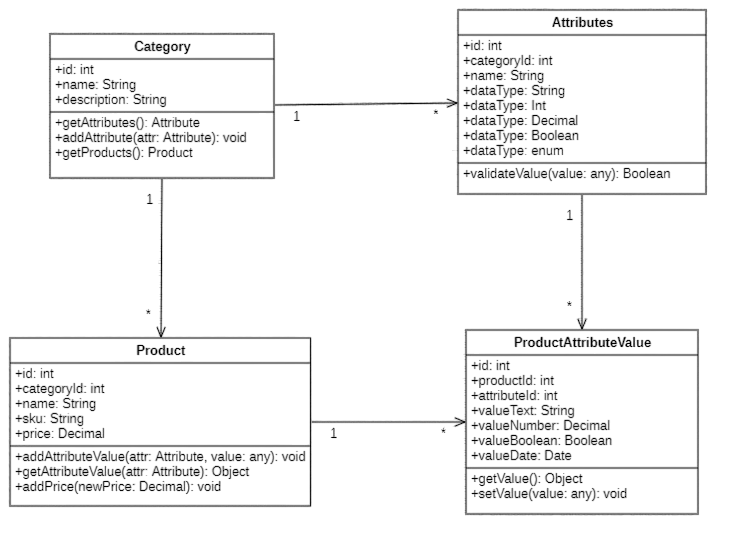 Category
+id: int
+name: String
+description: String
+getAttributes(): Attribute
+addAttribute(attr: Attribute): void
+getProducts(): Product
1
*
Attributes
+id: int
+categoryId: int
+name: String
+dataType: String
+dataType: Int
+dataType: Decimal
+dataType: Boolean
+dataType: enum
+validateValue(value: any): Boolean
1
*
1
*
Product
+id: int
+categoryId: int
+name: String
+sku: String
+price: Decimal
+addAttributeValue(attr: Attribute, value: any): void
+getAttributeValue(attr: Attribute): Object
+addPrice(newPrice: Decimal): void
1
*
ProductAttributeValue
+id: int
+productId: int
+attributeId: int
+valueText: String
+valueNumber: Decimal
+valueBoolean: Boolean
+valueDate: Date
+getValue(): Object
+setValue(value: any): void